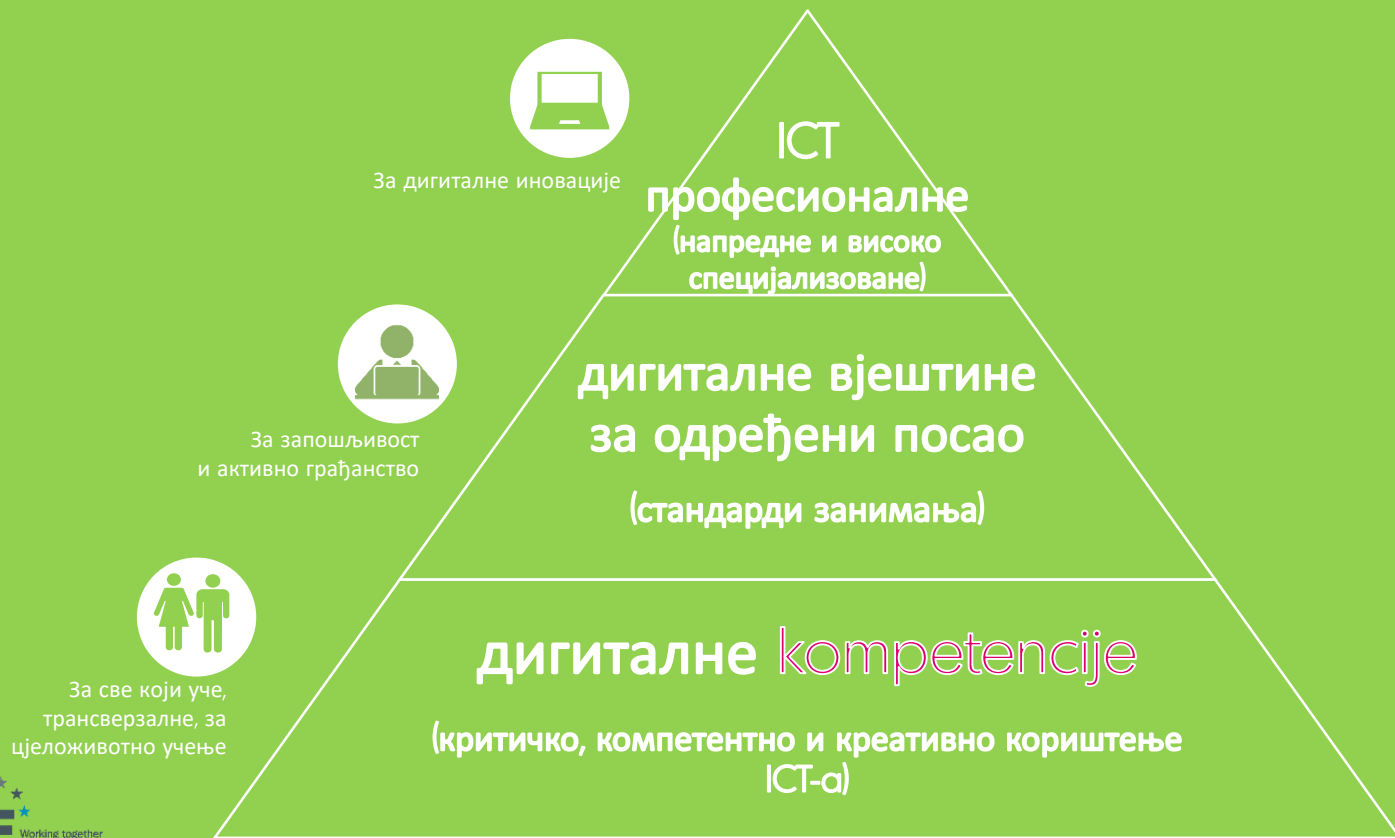 За дигиталне иновације
ICT
професионалне
(напредне и високо
специјализоване)
За запошљивост
и активно грађанство
дигиталне вјештине
за одређени посао
(стандарди занимања)
За све који уче,
трансверзалне, за
цјеложивотно учење
дигиталне kompetencije
(критичко, компетентно и креативно кориштење
ICT-а)
Working together